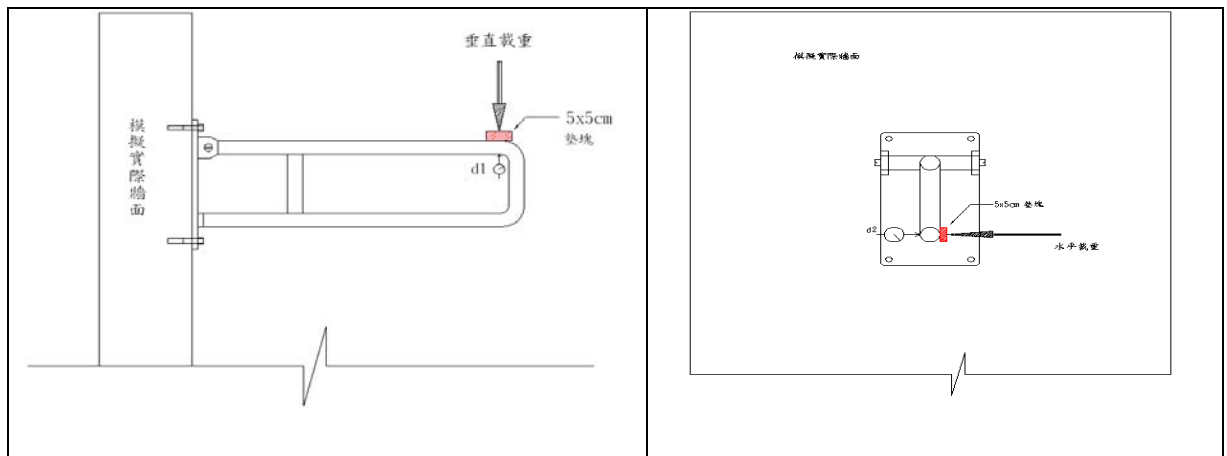 垂直載重
5x5cm
墊塊
模擬實際牆面
d1
模擬實際牆面
5x5cm 墊塊
d2
水平載重